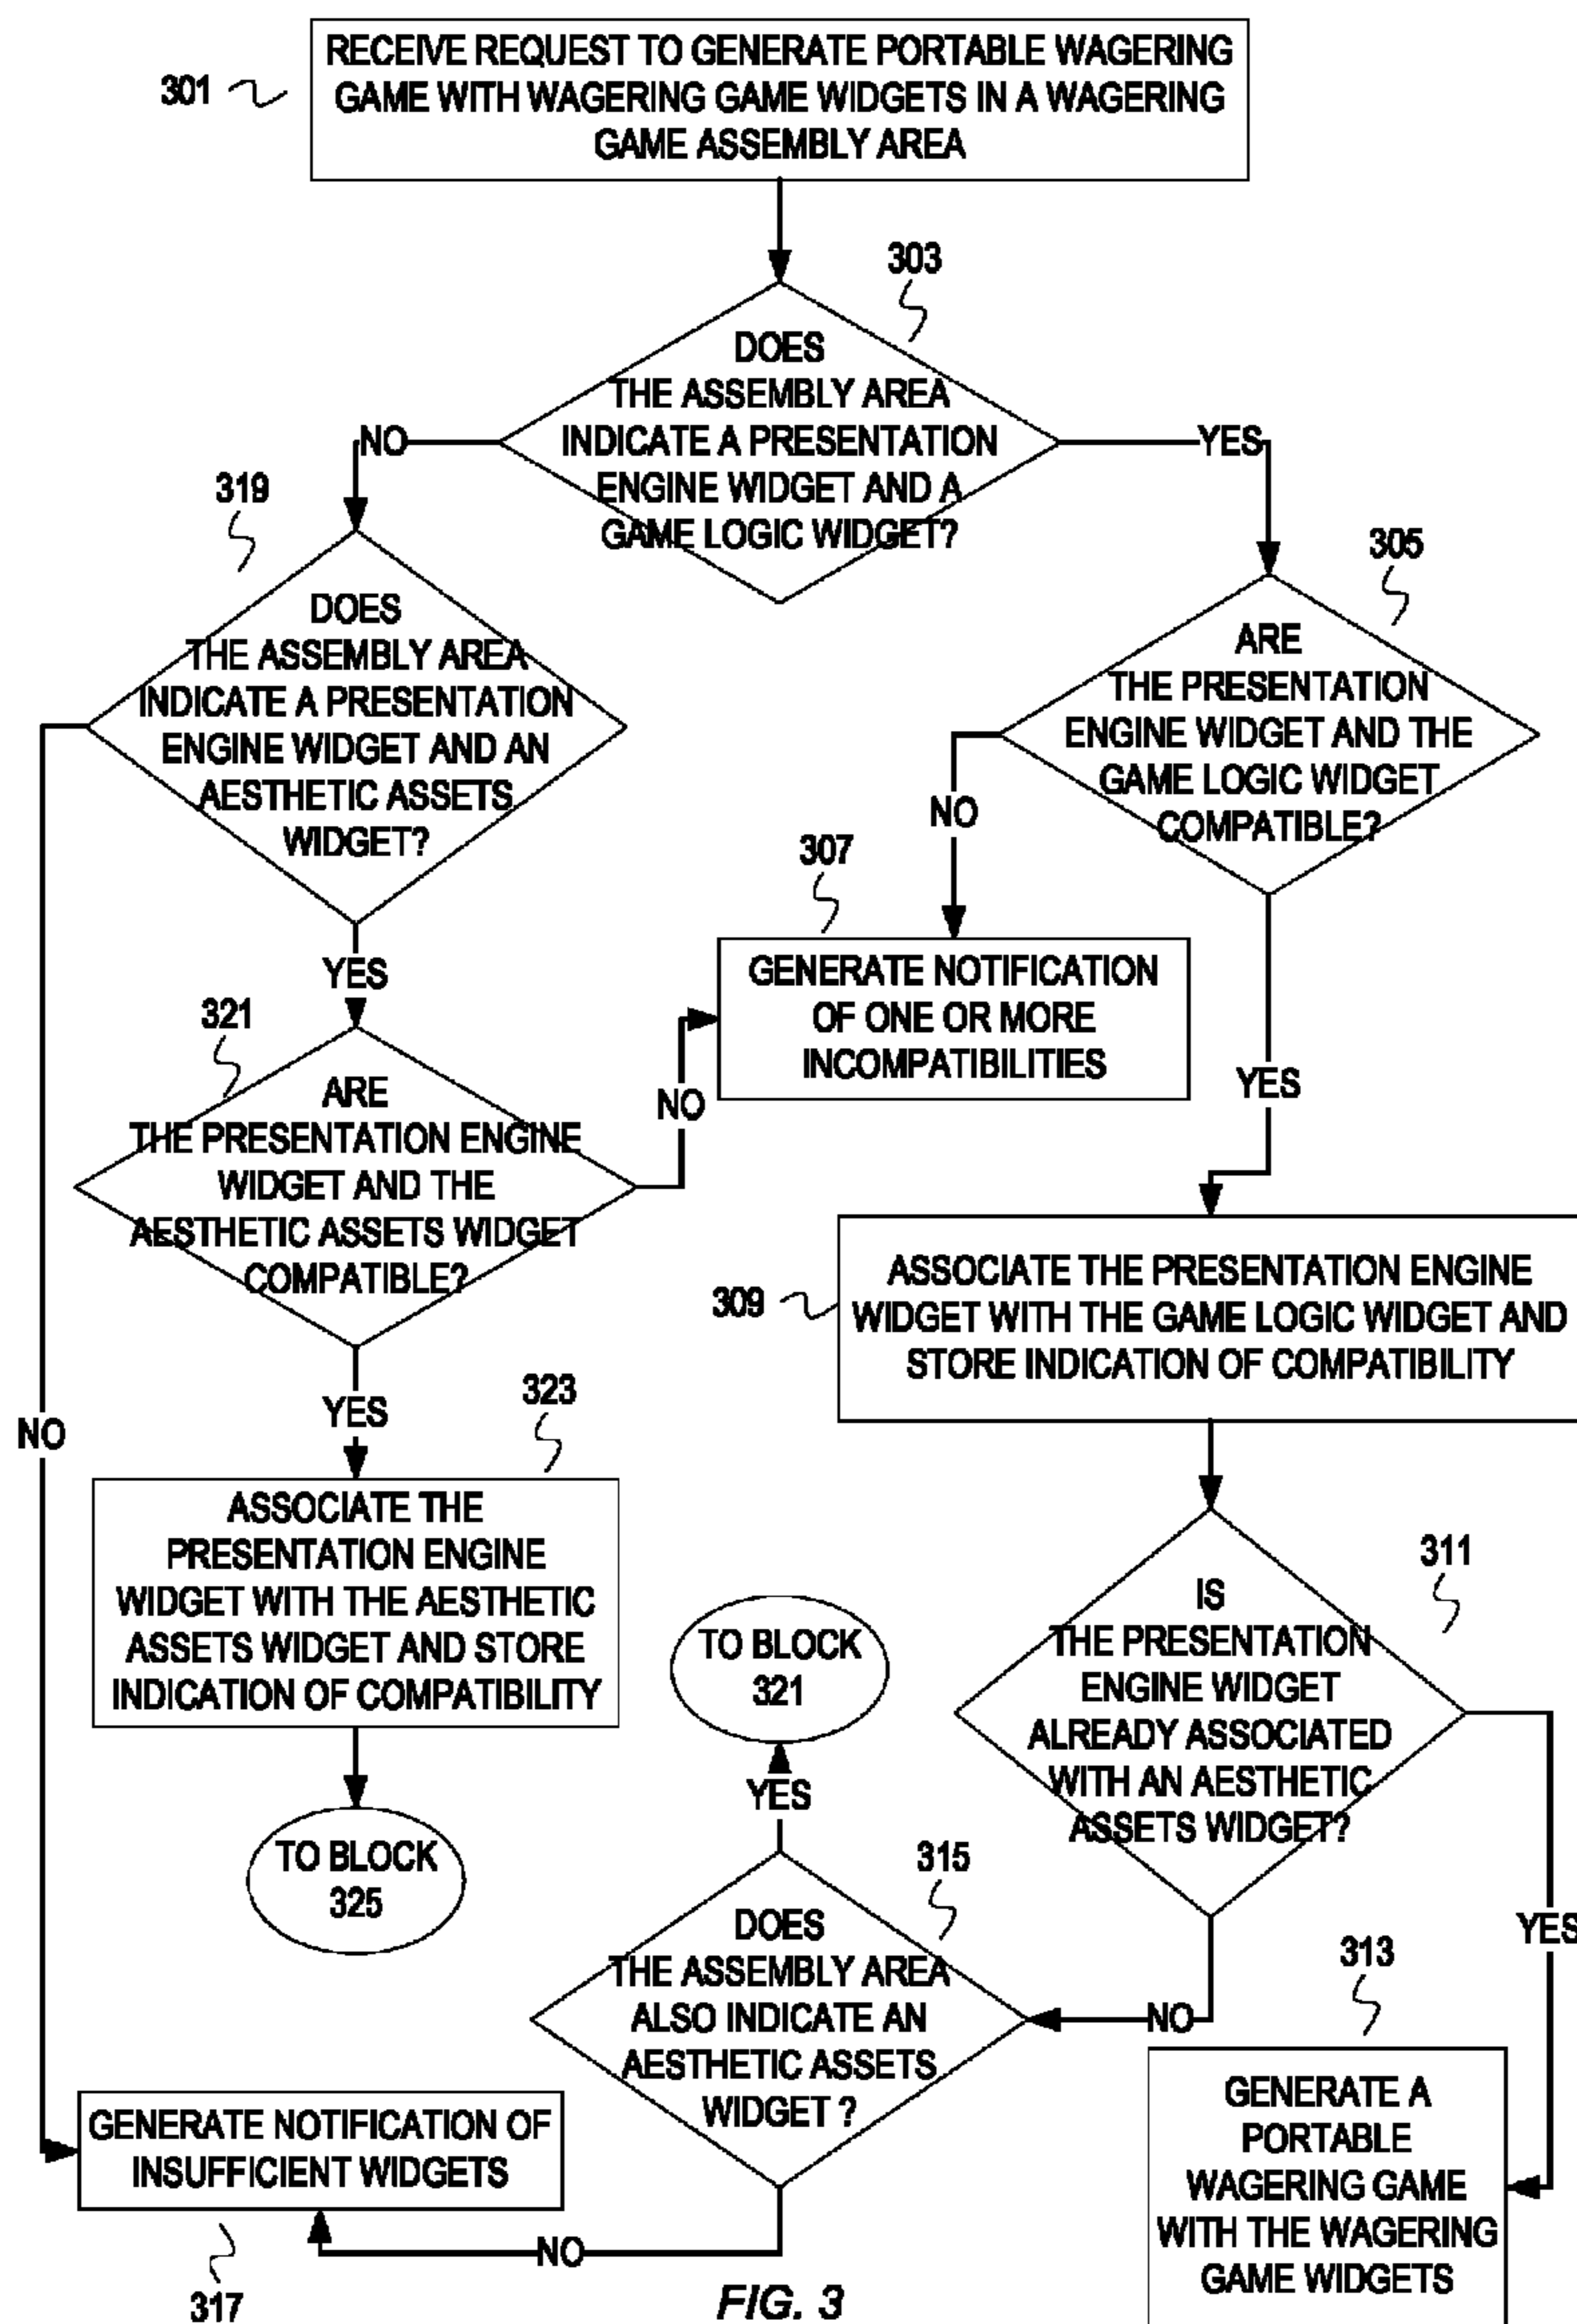 RECEIVE REQUEST TO GENERATE PORTABLE WAGERING
GAME WITH WAGERING GAME WIDGETS IN A WAGERING
GAME ASSEMBLY AREA
301
303
DOES
THE ASSEMBLY AREA
INDICATE A PRESENTATION
ENGINE WIDGET AND A
GAME LOGIC WIDGET?
NO
YES
319
DOES
THE ASSEMBLY AREA
INDICATE A PRESENTATION
ENGINE WIDGET AND AN
AESTHETIC ASSETS
WIDGET?
305
ARE
THE PRESENTATION
ENGINE WIDGET AND THE
GAME LOGIC WIDGET
COMPATIBLE?
NO
307
GENERATE NOTIFICATION
OF ONE OR MORE
INCOMPATIBILITIES
YES
321
ARE
THE PRESENTATION ENGINE
WIDGET AND THE
AESTHETIC ASSETS WIDGET
COMPATIBLE?
NO
YES
309
ASSOCIATE THE PRESENTATION ENGINE
WIDGET WITH THE GAME LOGIC WIDGET AND
STORE INDICATION OF COMPATIBILITY
YES
NO
323
ASSOCIATE THE
PRESENTATION ENGINE
WIDGET WITH THE AESTHETIC
ASSETS WIDGET AND STORE
INDICATION OF COMPATIBILITY
TO BLOCK
325
311
IS
THE PRESENTATION
ENGINE WIDGET
ALREADY ASSOCIATED
WITH AN AESTHETIC
ASSETS WIDGET?
TO BLOCK
321
YES
315
DOES
THE ASSEMBLY AREA
ALSO INDICATE AN
AESTHETIC ASSETS
WIDGET ?
NO
YES
313
GENERATE A
PORTABLE
WAGERING GAME
WITH THE WAGERING
GAME WIDGETS
GENERATE NOTIFICATION OF
INSUFFICIENT WIDGETS
NO
317
FIG. 3